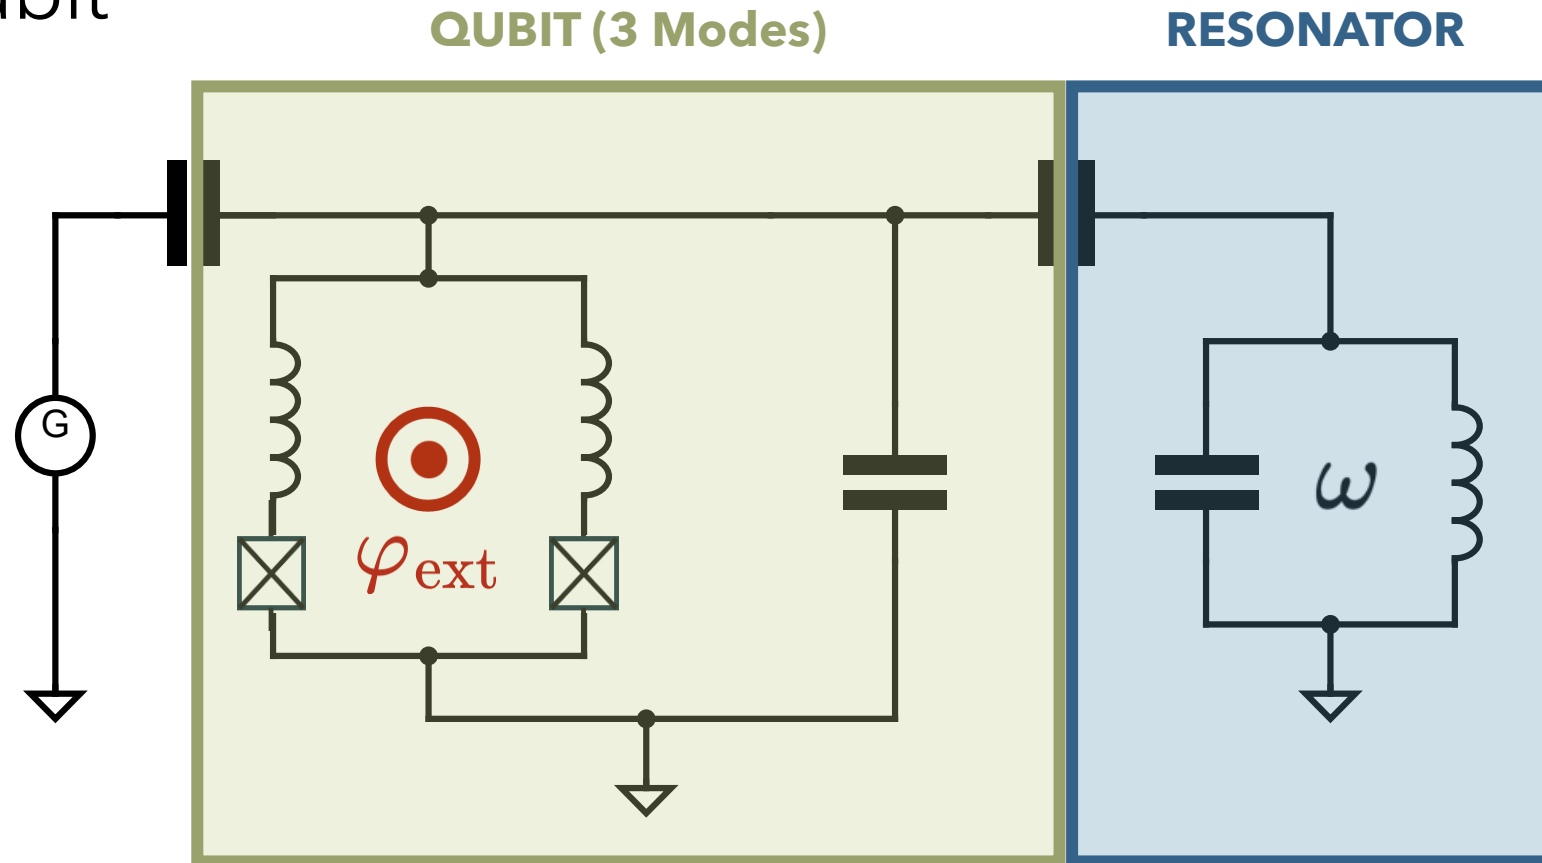 QUBIT (3 Modes)
RESONATOR
G
φext
ω